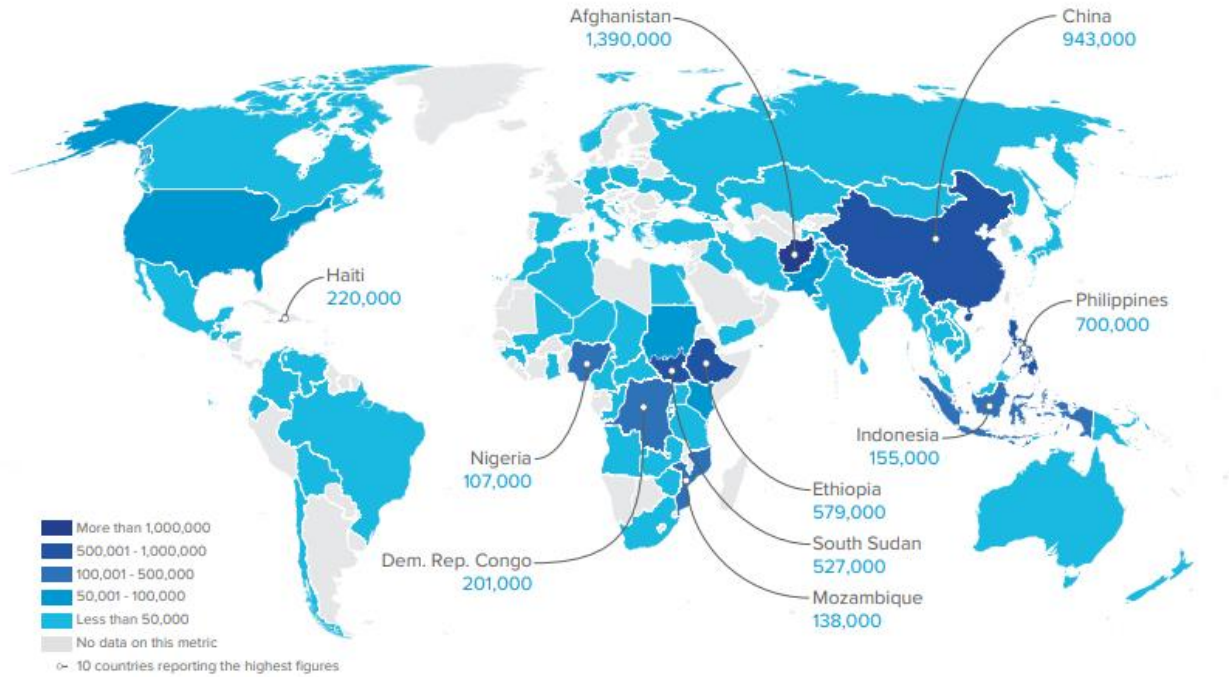 Afghanistan
1,390,000
China
943,000
Haiti
220,000
Philippines
700,000
Indonesia
155,000
Nigeria
107,000
Ethiopia
579,000
South Sudan
527,000
Dem. Rep. Congo
201,000
Mozambique
138,000
More than 1,000,000
500,001 - 1,000,000
100,001 - 500,000
50,001 - 100,000
Less than 50,000
No data on this metric
10 countries reporting the highest figures